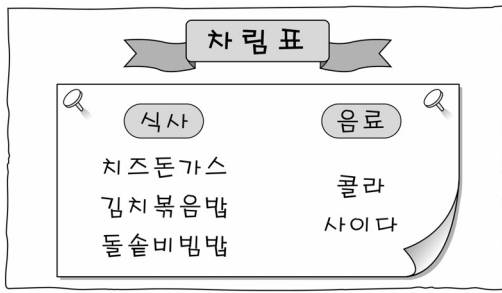 차림표
식사
치즈돈가스
김치볶음밥
돌솥비빔밥
음료
콜라
사이다